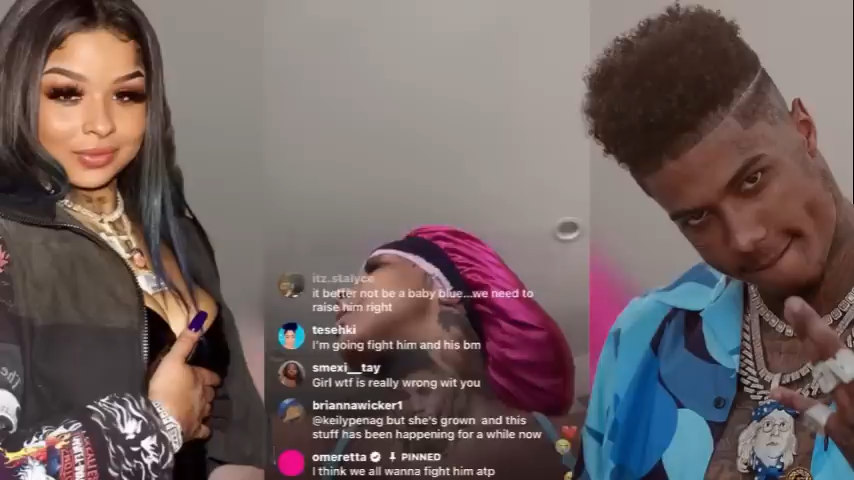 itz.stalyce
it better not be a baby blue...we need to
raise him right
tesehki
I'm going fight him and his bm
smexi__tay
Girl wtf is really wrong wit you
briannawicker1
@keilypenag but she's grown and this
stuff has been happening for a while now
omeretta PINNED
I think we all wanna fight him atp